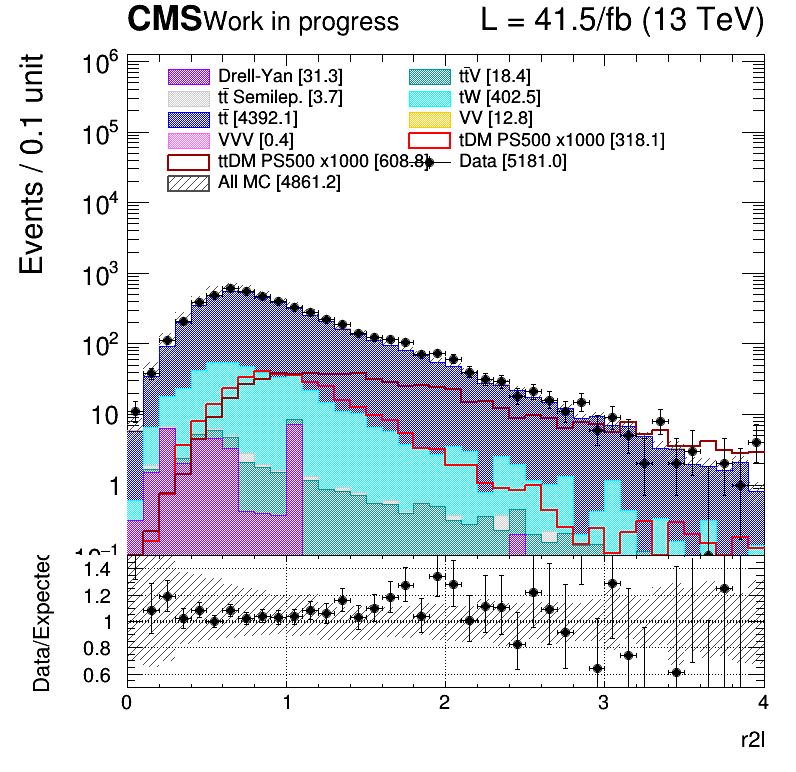 CMS Work in progress L = 41.5/fb (13 TeV)
Events / 0.1 unit
10⁶
10⁵
10⁴
10³
10²
10
1
10⁻¹
Drell-Yan [31.3] tt̄V [18.4]
tt̄ Semilep. [3.7] tW [402.5]
tt̄ [4392.1] VV [12.8]
VVV [0.4] tDM PS500 x1000 [318.1]
ttDM PS500 x1000 [608.8] Data [5181.0]
All MC [4861.2]
Data/Expected
1.4
1.2
1
0.8
0.6
0 1 2 3 4
r2l